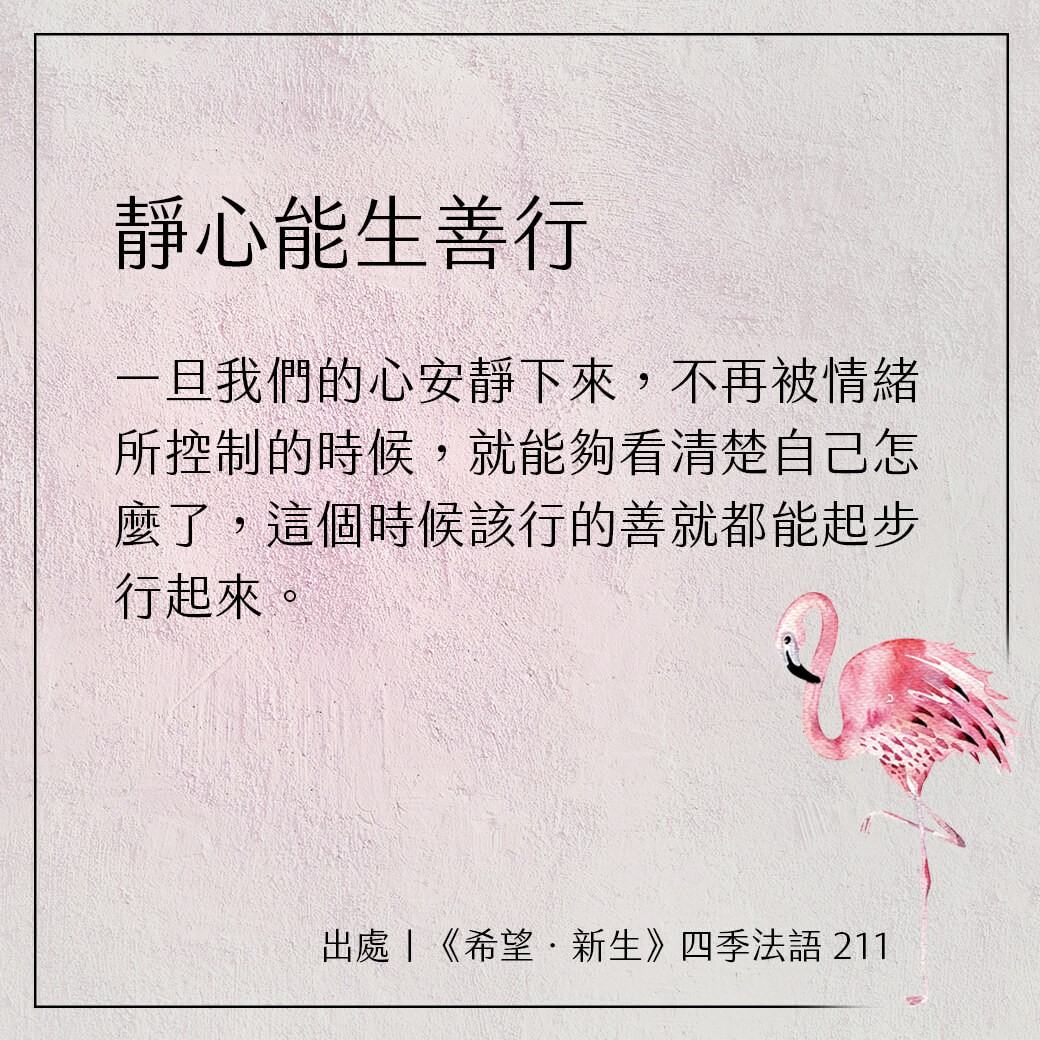 靜心能生善行
一旦我們的心安靜下來，不再被情緒
所控制的時候，就能夠看清楚自己怎
麼了，這個時候該行的善就都能起步
行起來。
出處｜《希望．新生》四季法語 211